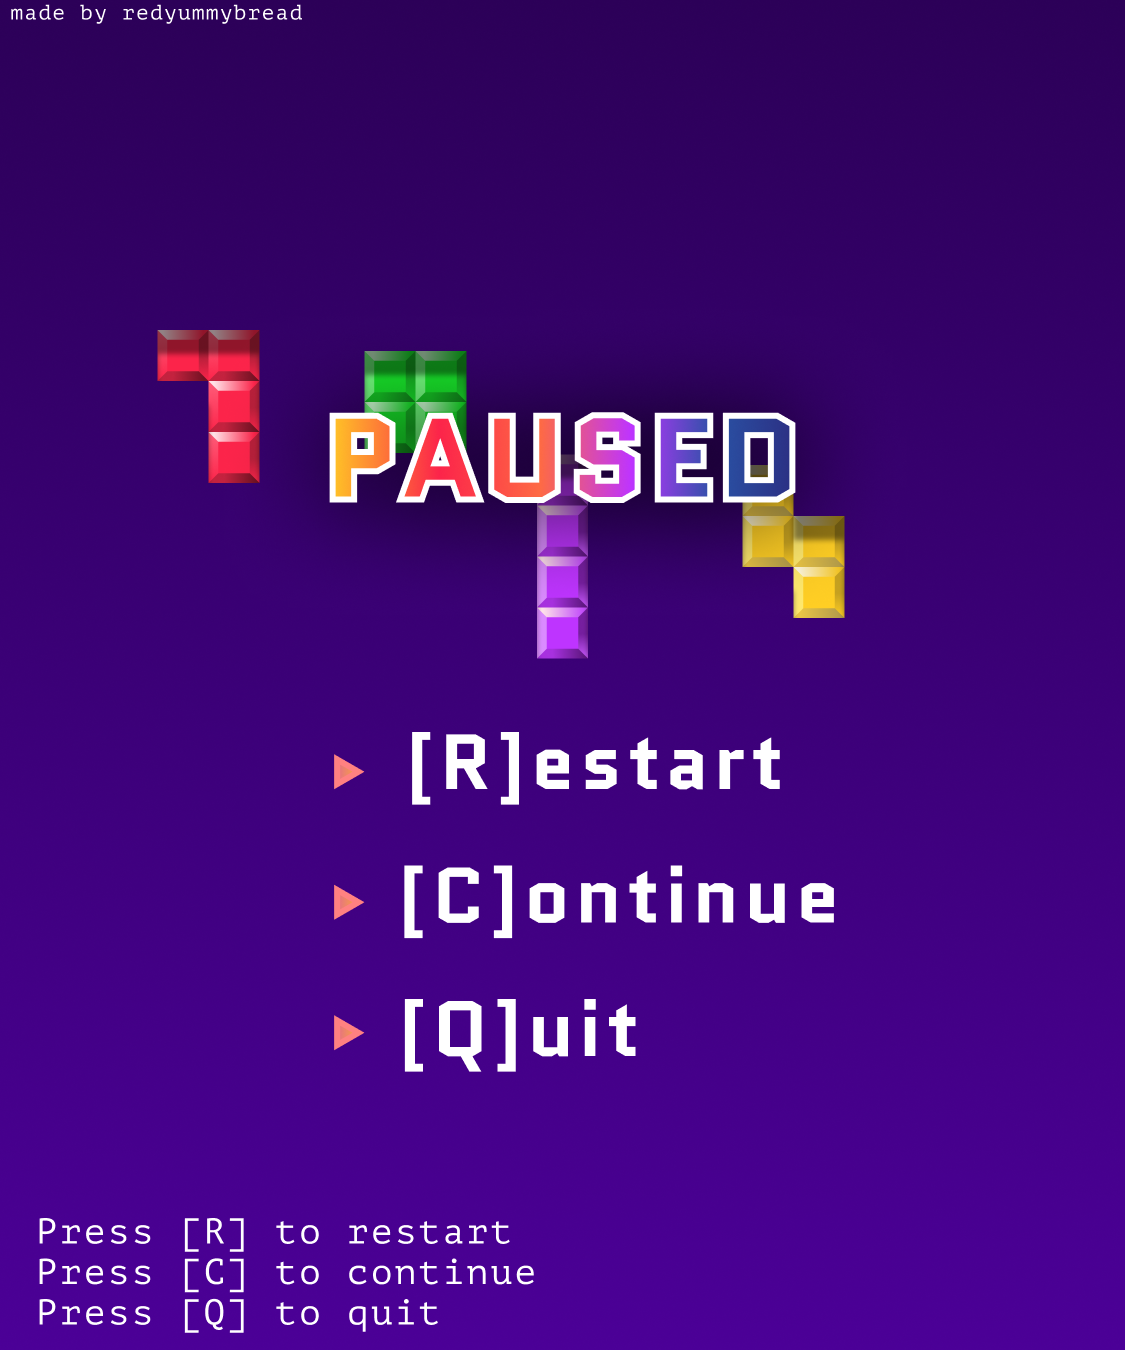 made by redyummybread
PAUSED
[R]estart
[C]ontinue
[Q]uit
Press [R] to restart
Press [C] to continue
Press [Q] to quit